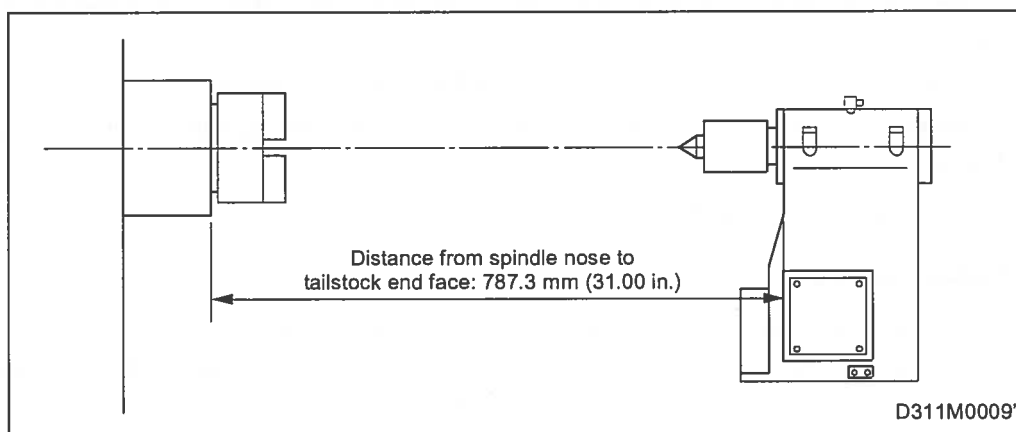 Distance from spindle nose to
tailstock end face: 787.3 mm (31.00 in.)
D311M0009'